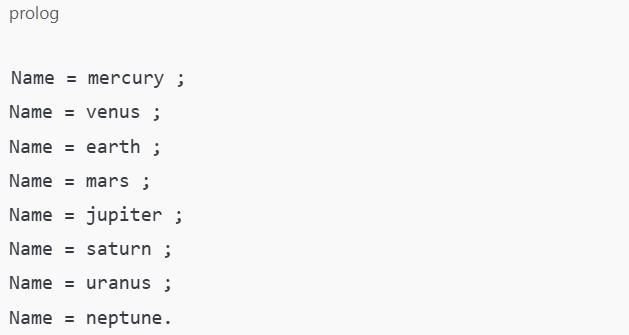 prolog
Name = mercury ;
Name = venus ;
Name = earth ;
Name = mars ;
Name = jupiter ;
Name = saturn ;
Name = uranus ;
Name = neptune.